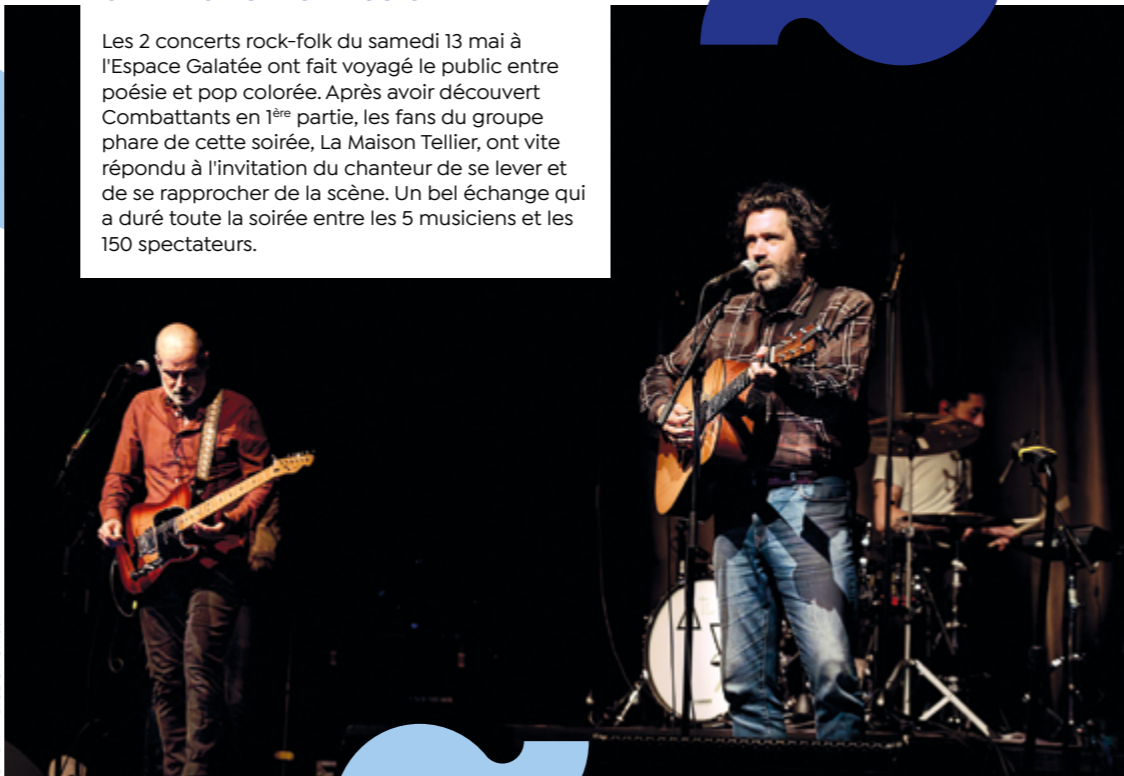 Les 2 concerts rock-folk du samedi 13 mai à
l'Espace Galatée ont fait voyagé le public entre
poésie et pop colorée. Après avoir découvert
Combattants en 1ère partie, les fans du groupe
phare de cette soirée, La Maison Tellier, ont vite
répondu à l'invitation du chanteur de se lever et
de se rapprocher de la scène. Un bel échange qui
a duré toute la soirée entre les 5 musiciens et les
150 spectateurs.